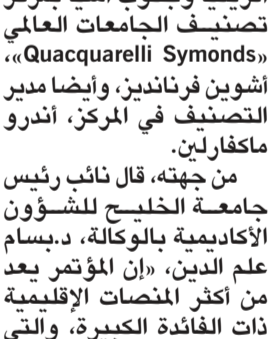 تصنيف الجامعات العالمي
«Quacquarelli Symonds»،
أشوين فرنانديز، وأيضا مدير
التصنيف في المركز، أندرو
ماكفارلين.
من جهته، قال نائب رئيس
جامعة الخليج للشؤون
الأكاديمية بالوكالة، د.بسام
علم الدين، «إن المؤتمر يعد
من أكثر المنصات الإقليمية
ذات الفائدة الكبيرة، والتي